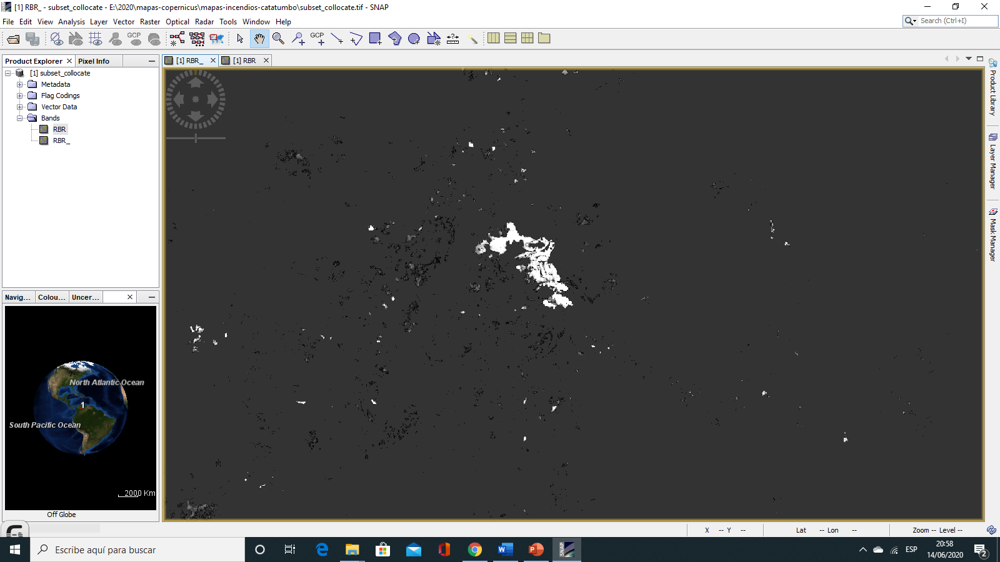 [1] RBR_ - subset_collocate - E:\2020\mapas-copernicus\mapas-incendios-catatumbo\subset_collocate.tif - SNAP
File Edit View Analysis Layer Vector Raster Optical Radar Tools Window Help
Search (Ctrl+I)
GCP GCP
Product Explorer Pixel Info
[1] RBR_ [1] RBR
[1] subset_collocate
Metadata
Flag Codings
Vector Data
Bands
RBR
RBR_
Product Library
Layer Manager
Mask Manager
Navig... Colou... Uncer...
North Atlantic Ocean
1
South Pacific Ocean
2000 Km
Off Globe
X -- Y -- Lat -- Lon -- Zoom -- Level --
Escribe aquí para buscar
SNAP
ESP
20:58
14/06/2020
2